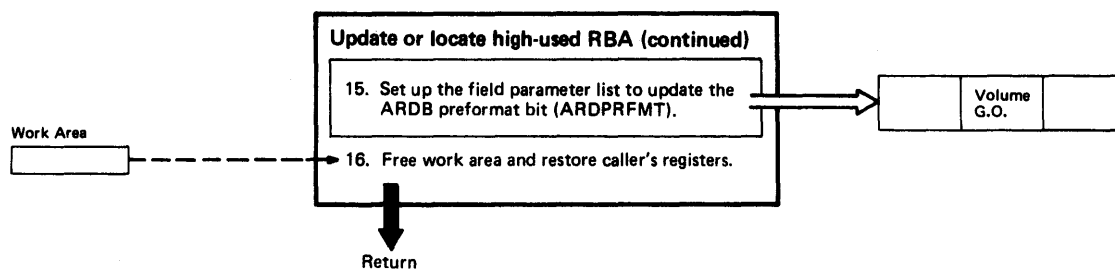 Update or locate high-used RBA (continued)
15. Set up the field parameter list to update the
ARDB preformat bit (ARDPRFMT).
Volume
G.O.
Work Area
16. Free work area and restore caller's registers.
Return